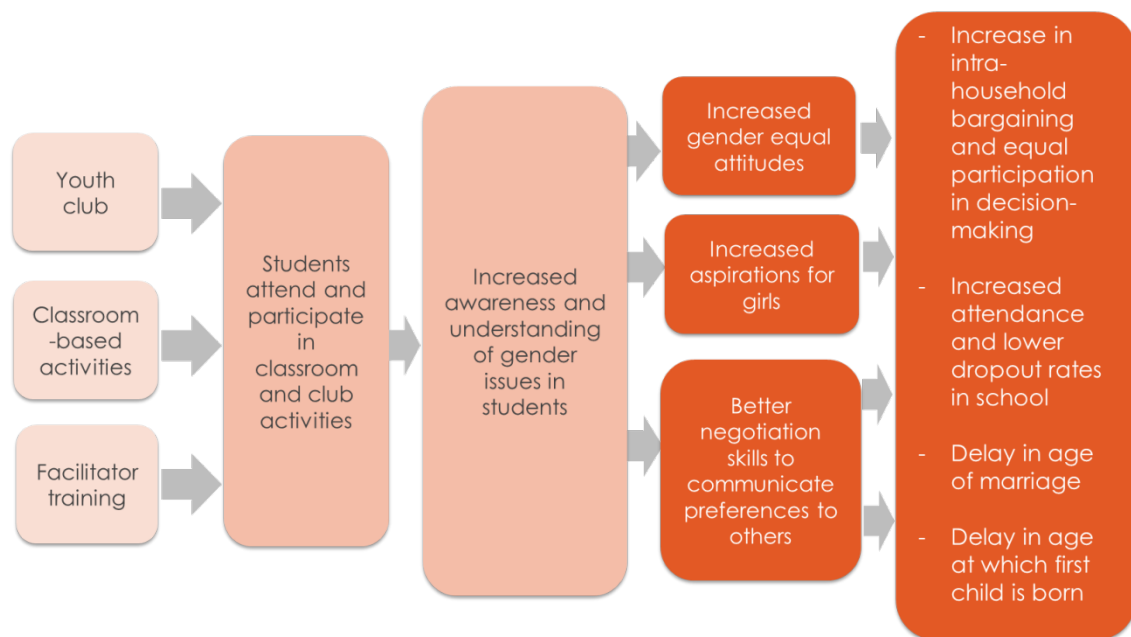 Youth
club
Classroom
-based
activities
Facilitator
training
Students
attend and
participate
in
classroom
and club
activities
Increased
awareness and
understanding
of gender
issues in
students
Increased
gender equal
attitudes
Increased
aspirations for
girls
Better
negotiation
skills to
communicate
preferences to
others
- Increase in
intra-
household
bargaining
and equal
participation
in decision-
making
- Increased
attendance
and lower
dropout rates
in school
- Delay in age
of marriage
- Delay in age
at which first
child is born